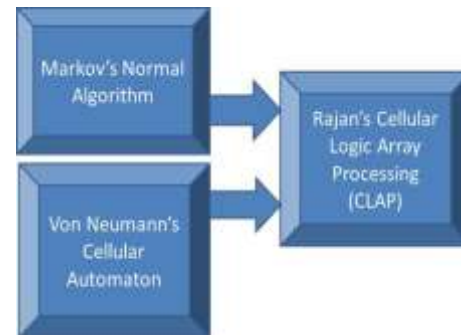 Markov's Normal
Algorithm
Von Neumann's
Cellular
Automaton
Rajan's Cellular
Logic Array
Processing
(CLAP)